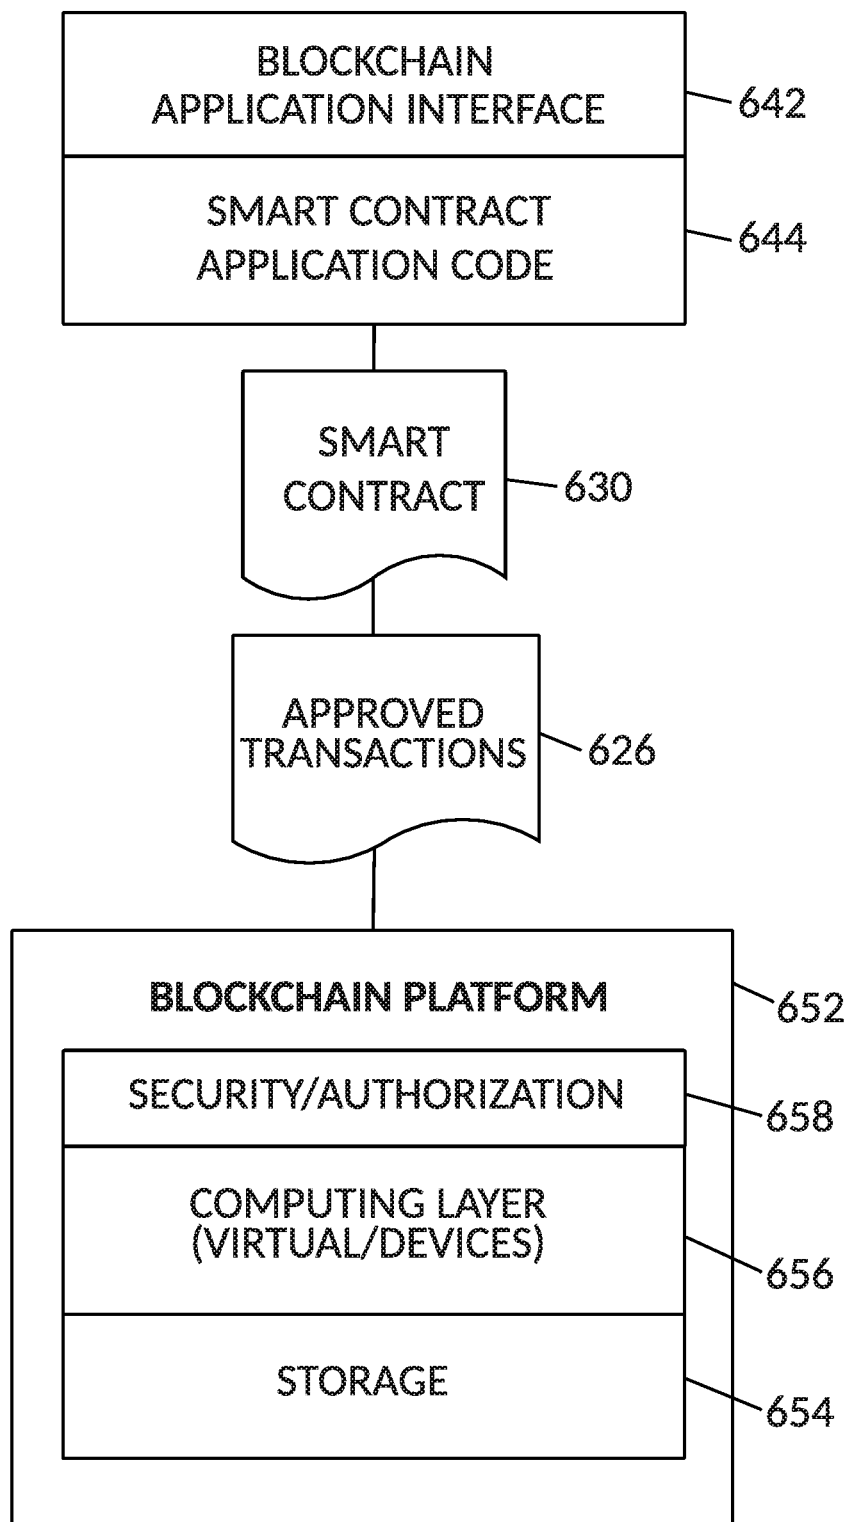 BLOCKCHAIN
APPLICATION INTERFACE
642
SMART CONTRACT
APPLICATION CODE
644
SMART
CONTRACT
630
APPROVED
TRANSACTIONS
626
BLOCKCHAIN PLATFORM
652
SECURITY/AUTHORIZATION
658
COMPUTING LAYER
(VIRTUAL/DEVICES)
656
STORAGE
654